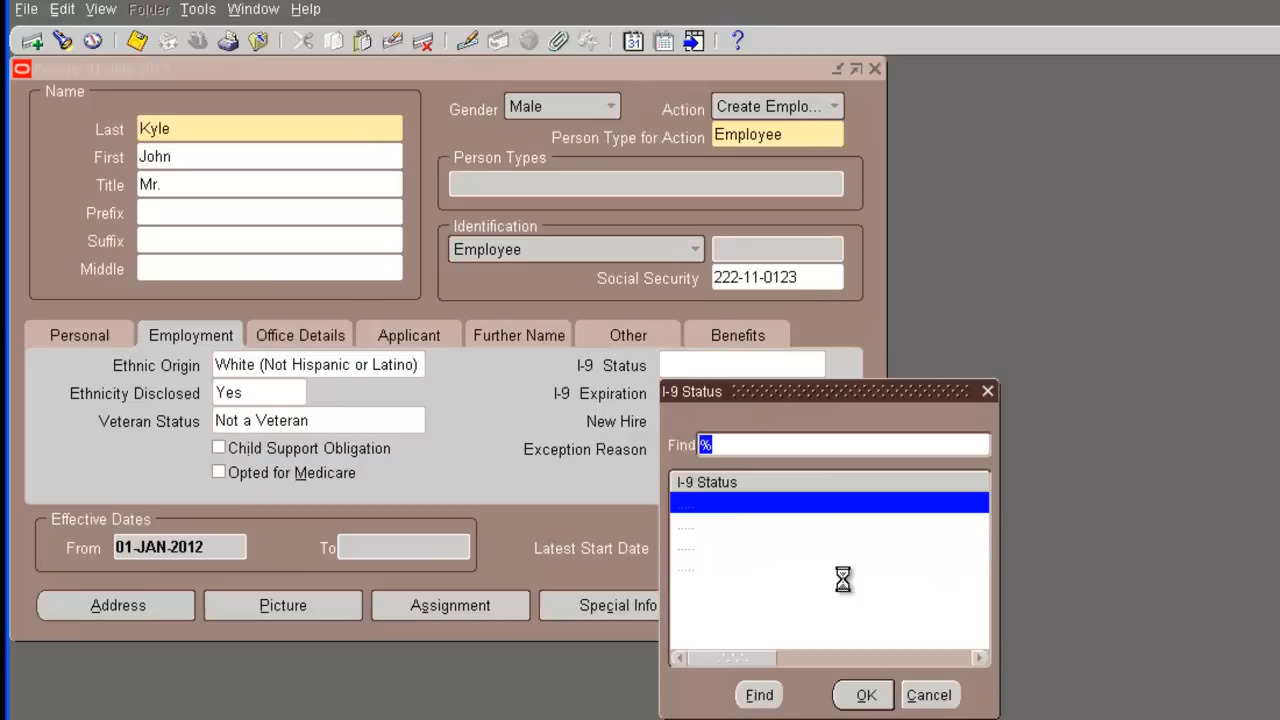 File Edit View Folder Tools Window Help
31
?
Name
Last Kyle
First John
Title Mr.
Prefix
Suffix
Middle
Gender Male Action Create Emplo...
Person Type for Action Employee
Person Types
Identification
Employee
Social Security 222-11-0123
Personal Employment Office Details Applicant Further Name Other Benefits
Ethnic Origin White (Not Hispanic or Latino) I-9 Status
Ethnicity Disclosed Yes I-9 Expiration
Veteran Status Not a Veteran New Hire
Child Support Obligation Exception Reason
Opted for Medicare
I-9 Status
Find %
I-9 Status
.....
.....
.....
.....
Find OK Cancel
Effective Dates
From 01-JAN-2012 To Latest Start Date
Address Picture Assignment Special Info